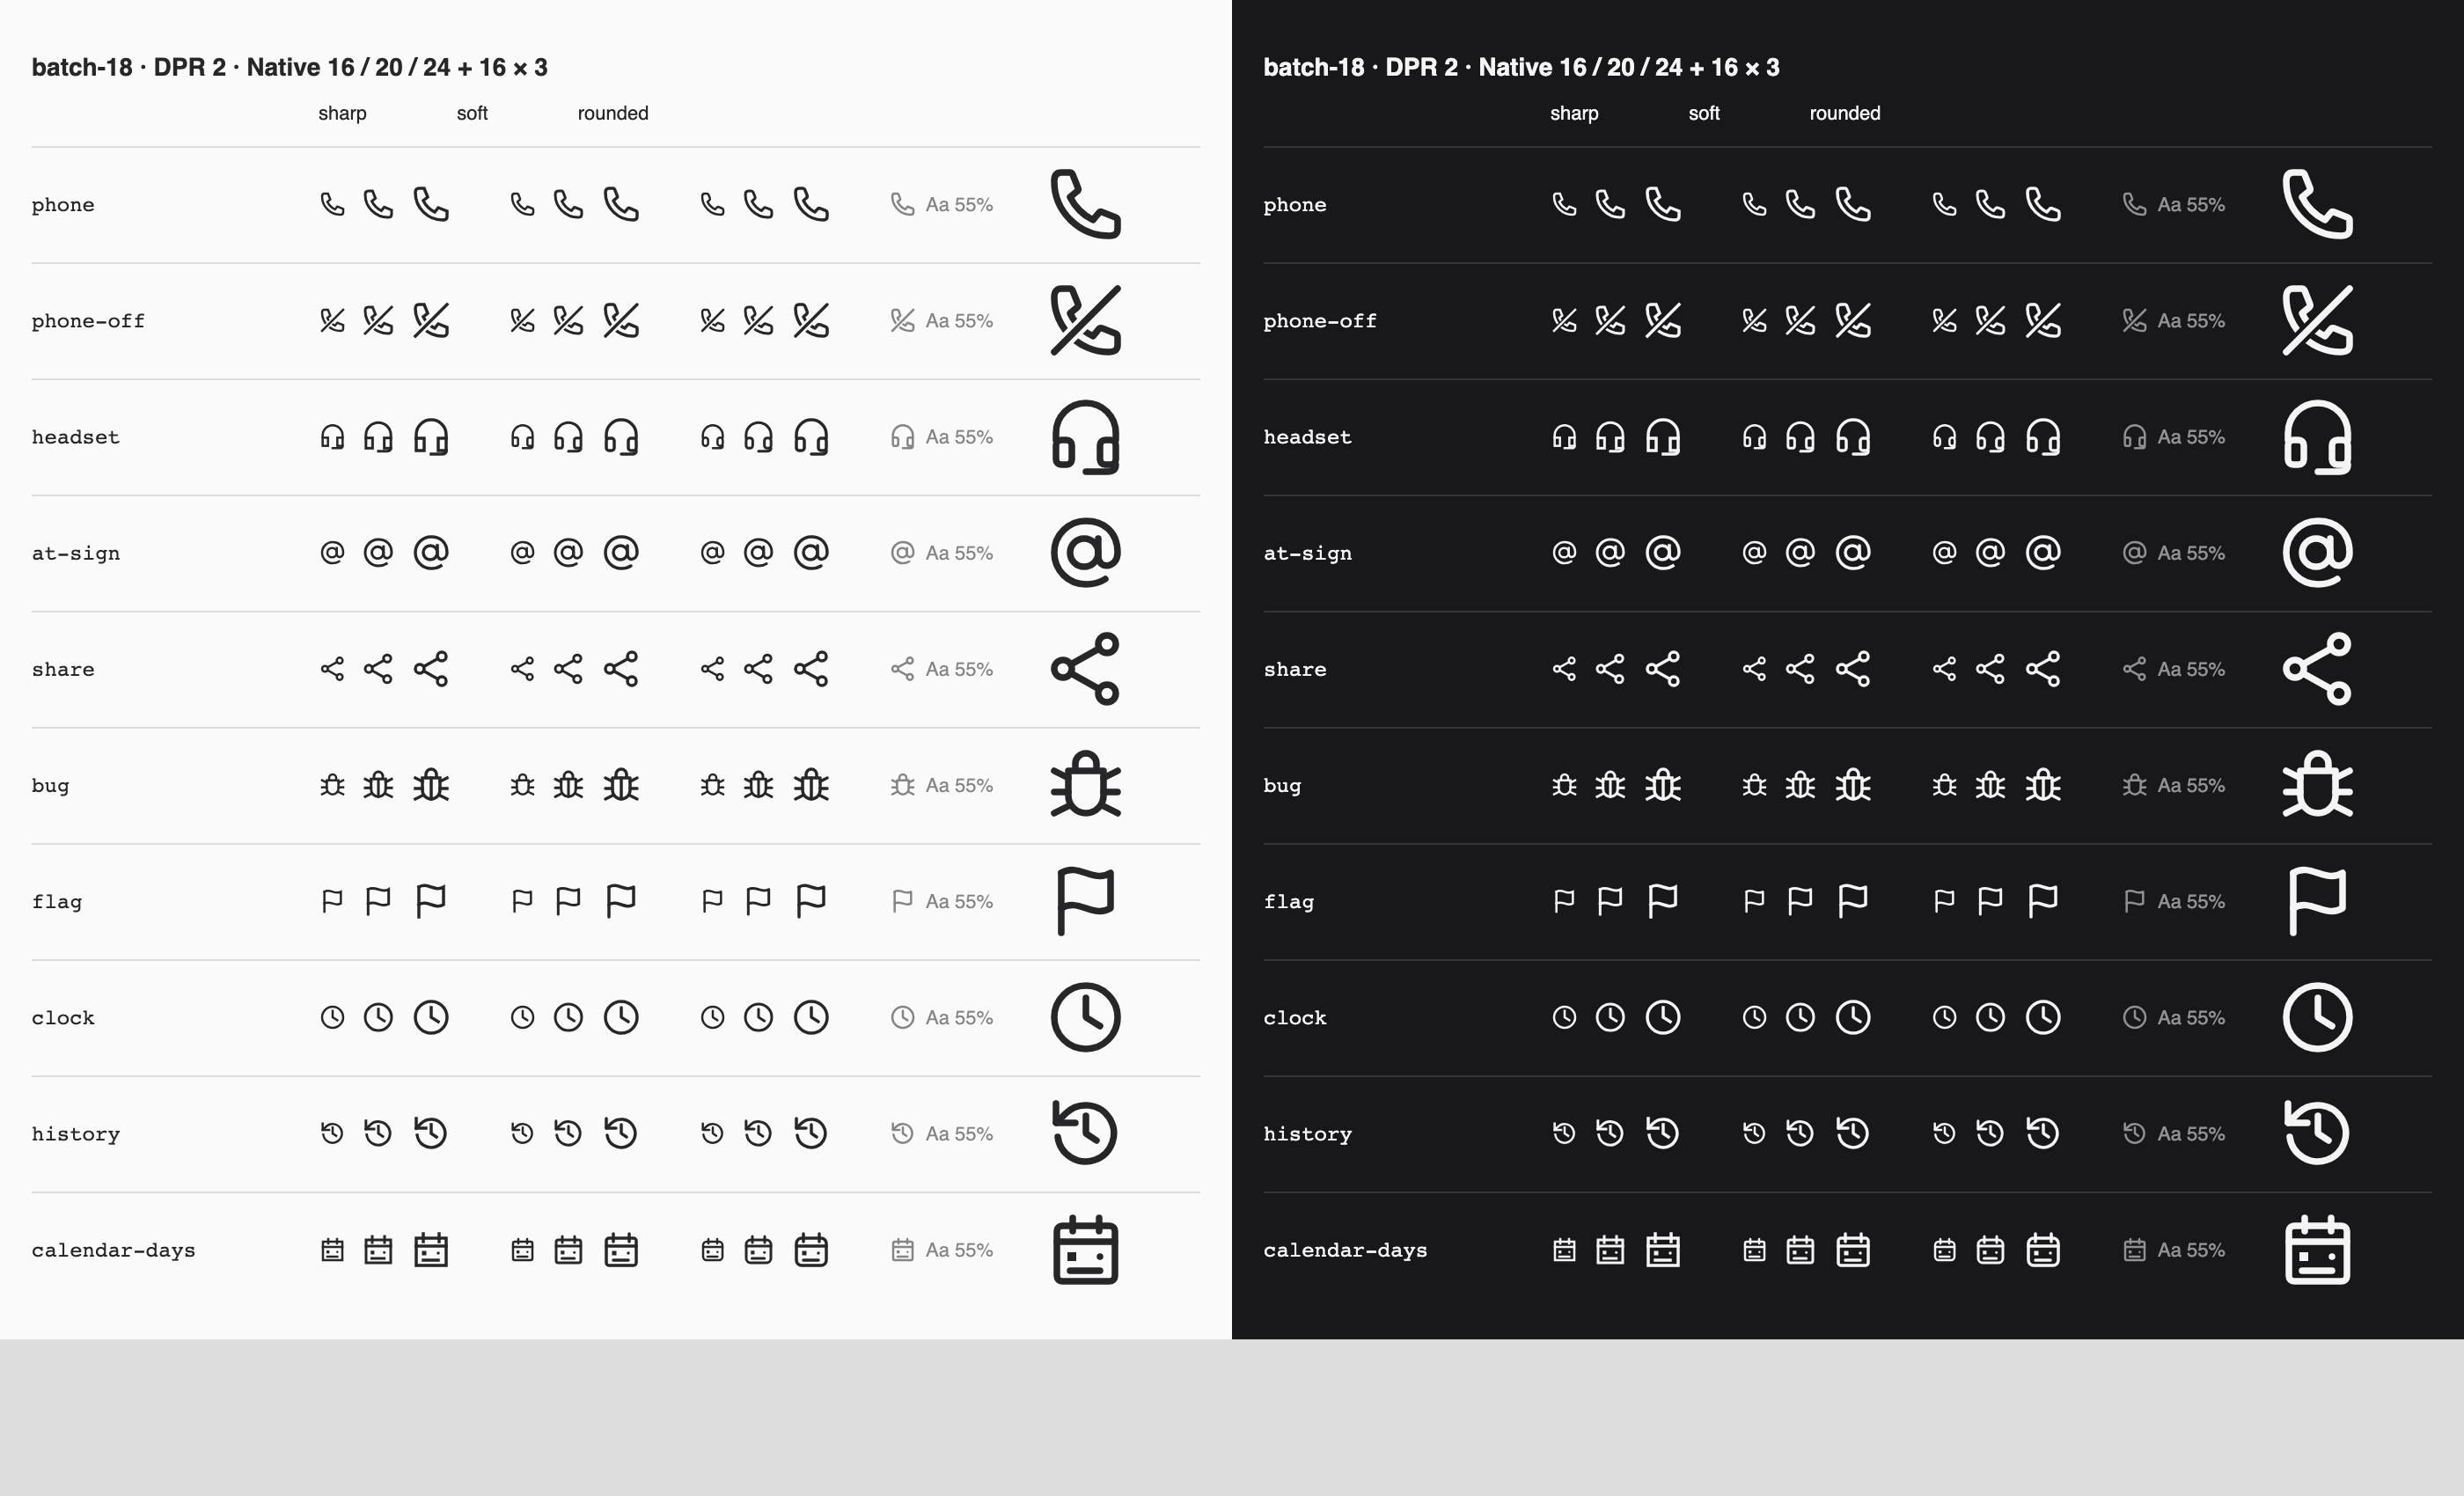 batch-18 · DPR 2 · Native 16 / 20 / 24 + 16 × 3
sharp soft rounded
phone Aa 55%
phone-off Aa 55%
headset Aa 55%
at-sign Aa 55%
share Aa 55%
bug Aa 55%
flag Aa 55%
clock Aa 55%
history Aa 55%
calendar-days Aa 55%
batch-18 · DPR 2 · Native 16 / 20 / 24 + 16 × 3
sharp soft rounded
phone Aa 55%
phone-off Aa 55%
headset Aa 55%
at-sign Aa 55%
share Aa 55%
bug Aa 55%
flag Aa 55%
clock Aa 55%
history Aa 55%
calendar-days Aa 55%